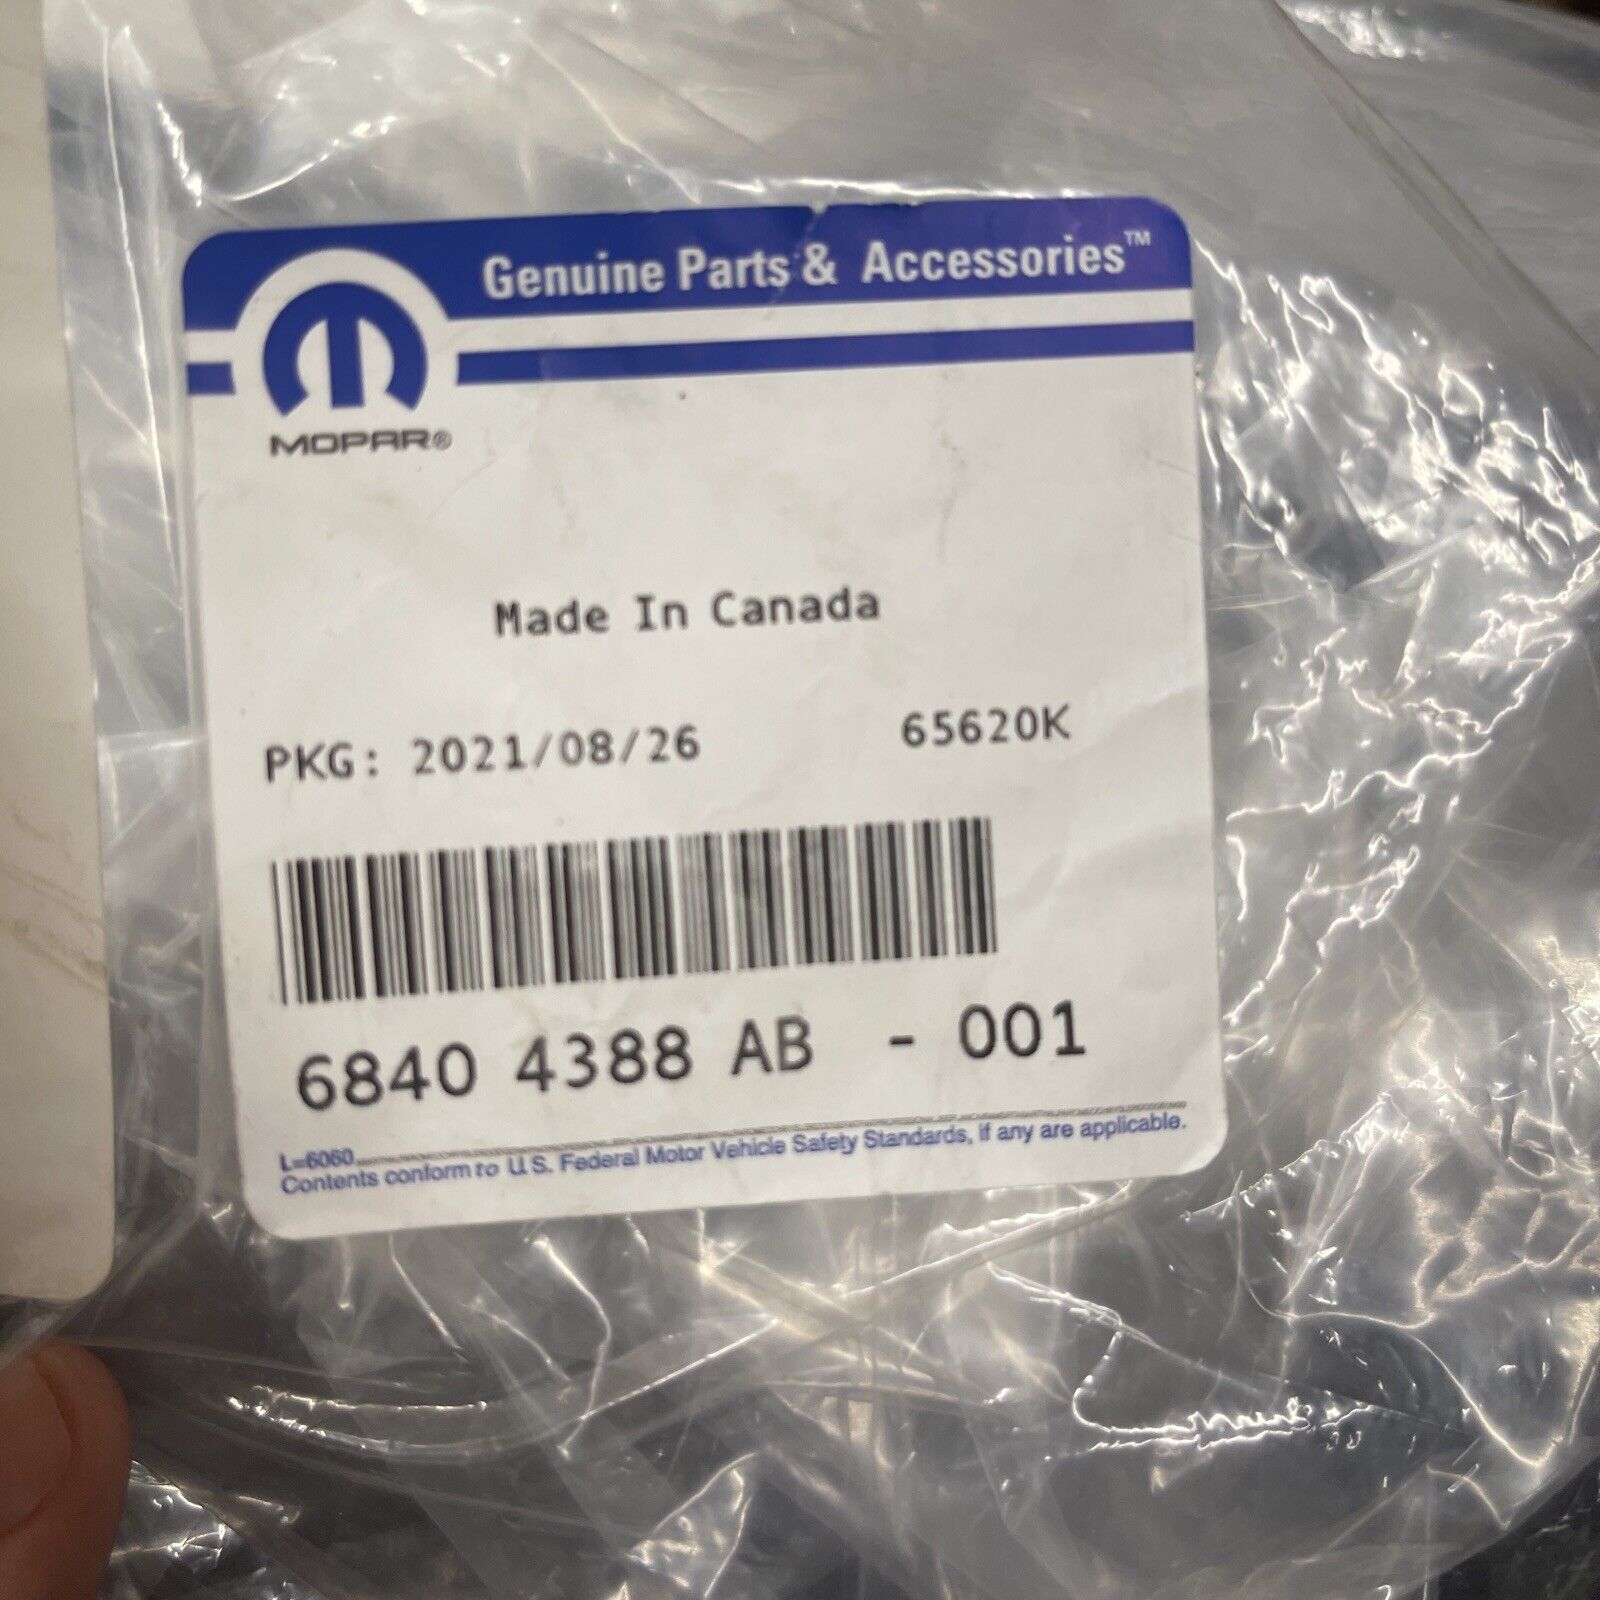 Genuine Parts & Accessories™
MOPAR®
Made In Canada
PKG: 2021/08/26 65620K
6840 4388 AB - 001
L=6060
Contents conform to U.S. Federal Motor Vehicle Safety Standards, if any are applicable.